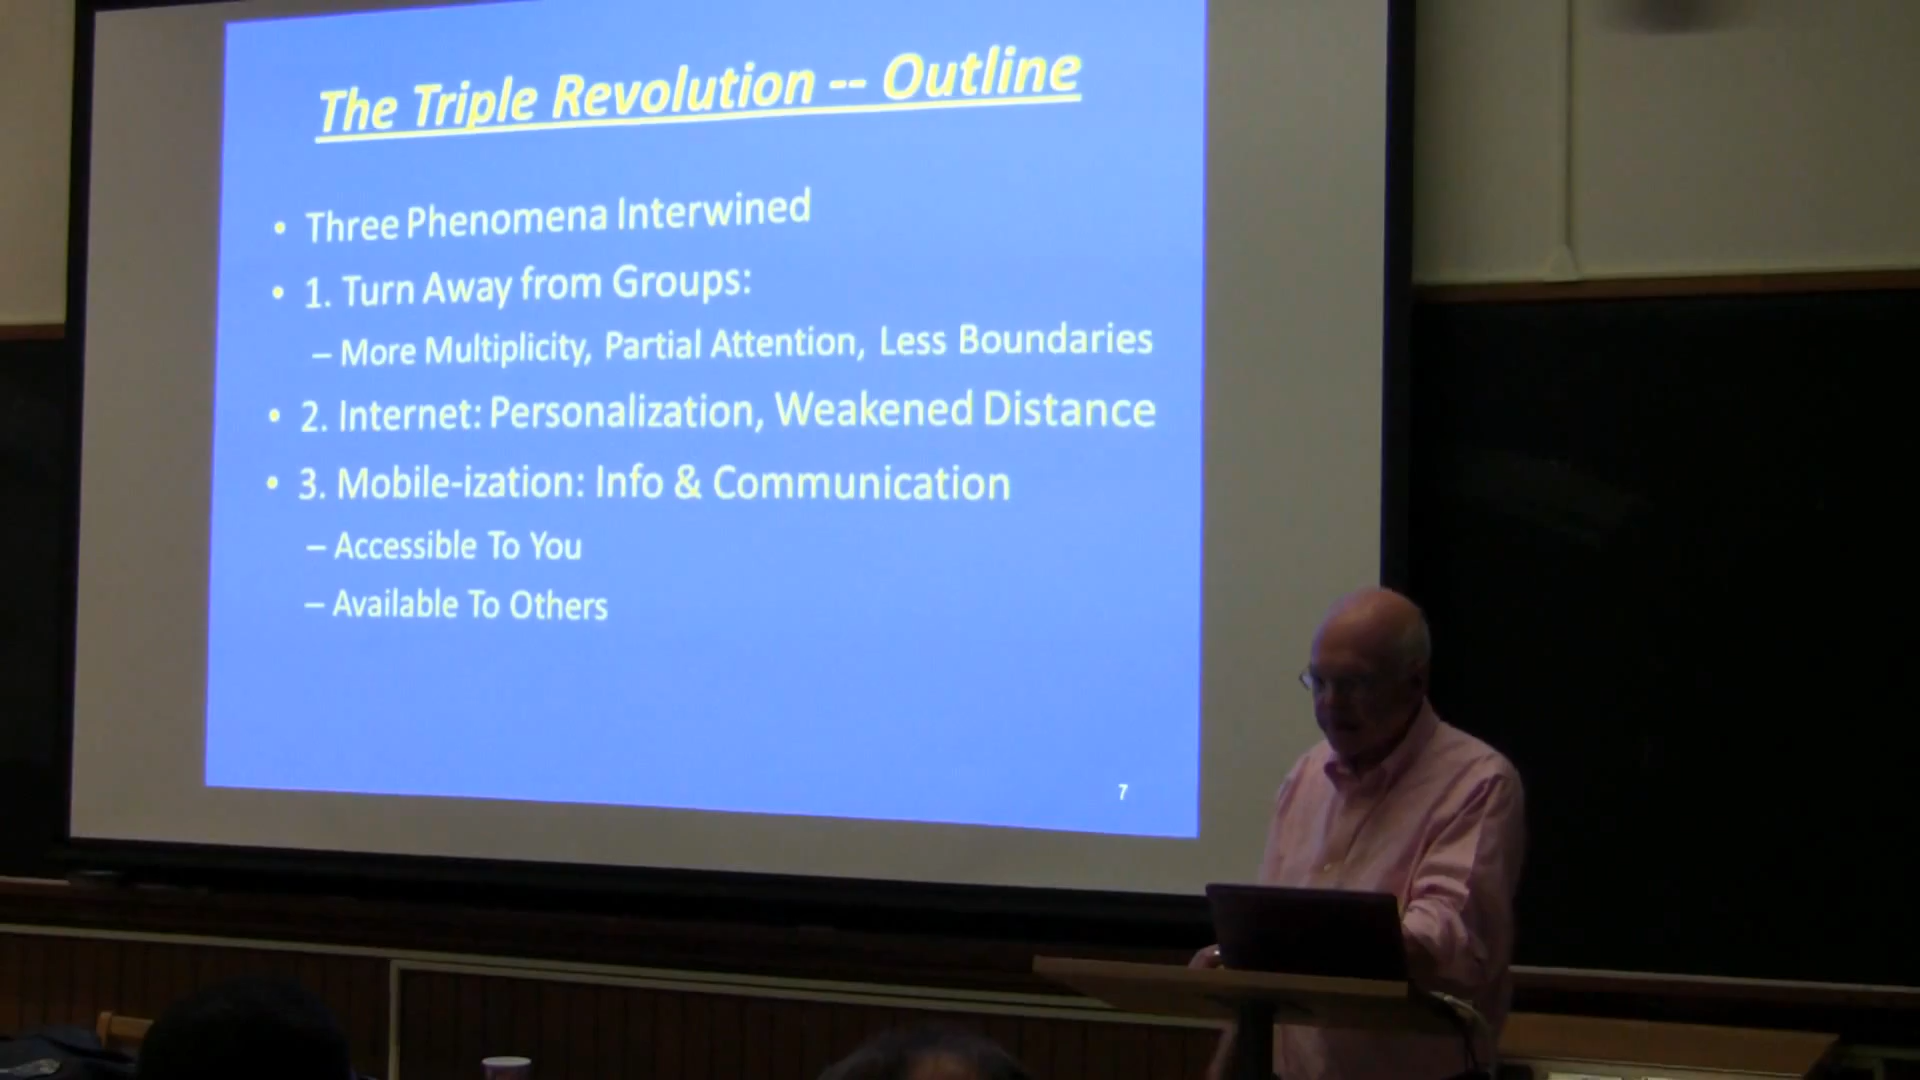 The Triple Revolution -- Outline
• Three Phenomena Interwined
• 1. Turn Away from Groups:
– More Multiplicity, Partial Attention, Less Boundaries
• 2. Internet: Personalization, Weakened Distance
• 3. Mobile-ization: Info & Communication
– Accessible To You
– Available To Others
7